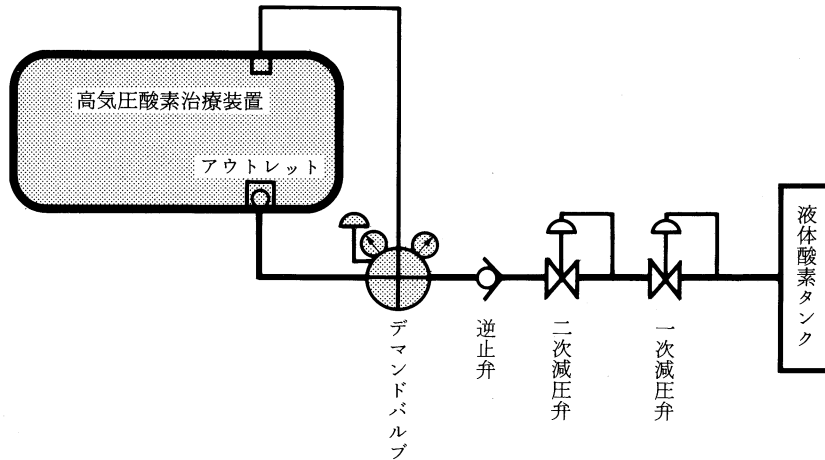 高気圧酸素治療装置
アウトレット
デマンドバルブ
逆止弁
二次減圧弁
一次減圧弁
液体酸素タンク